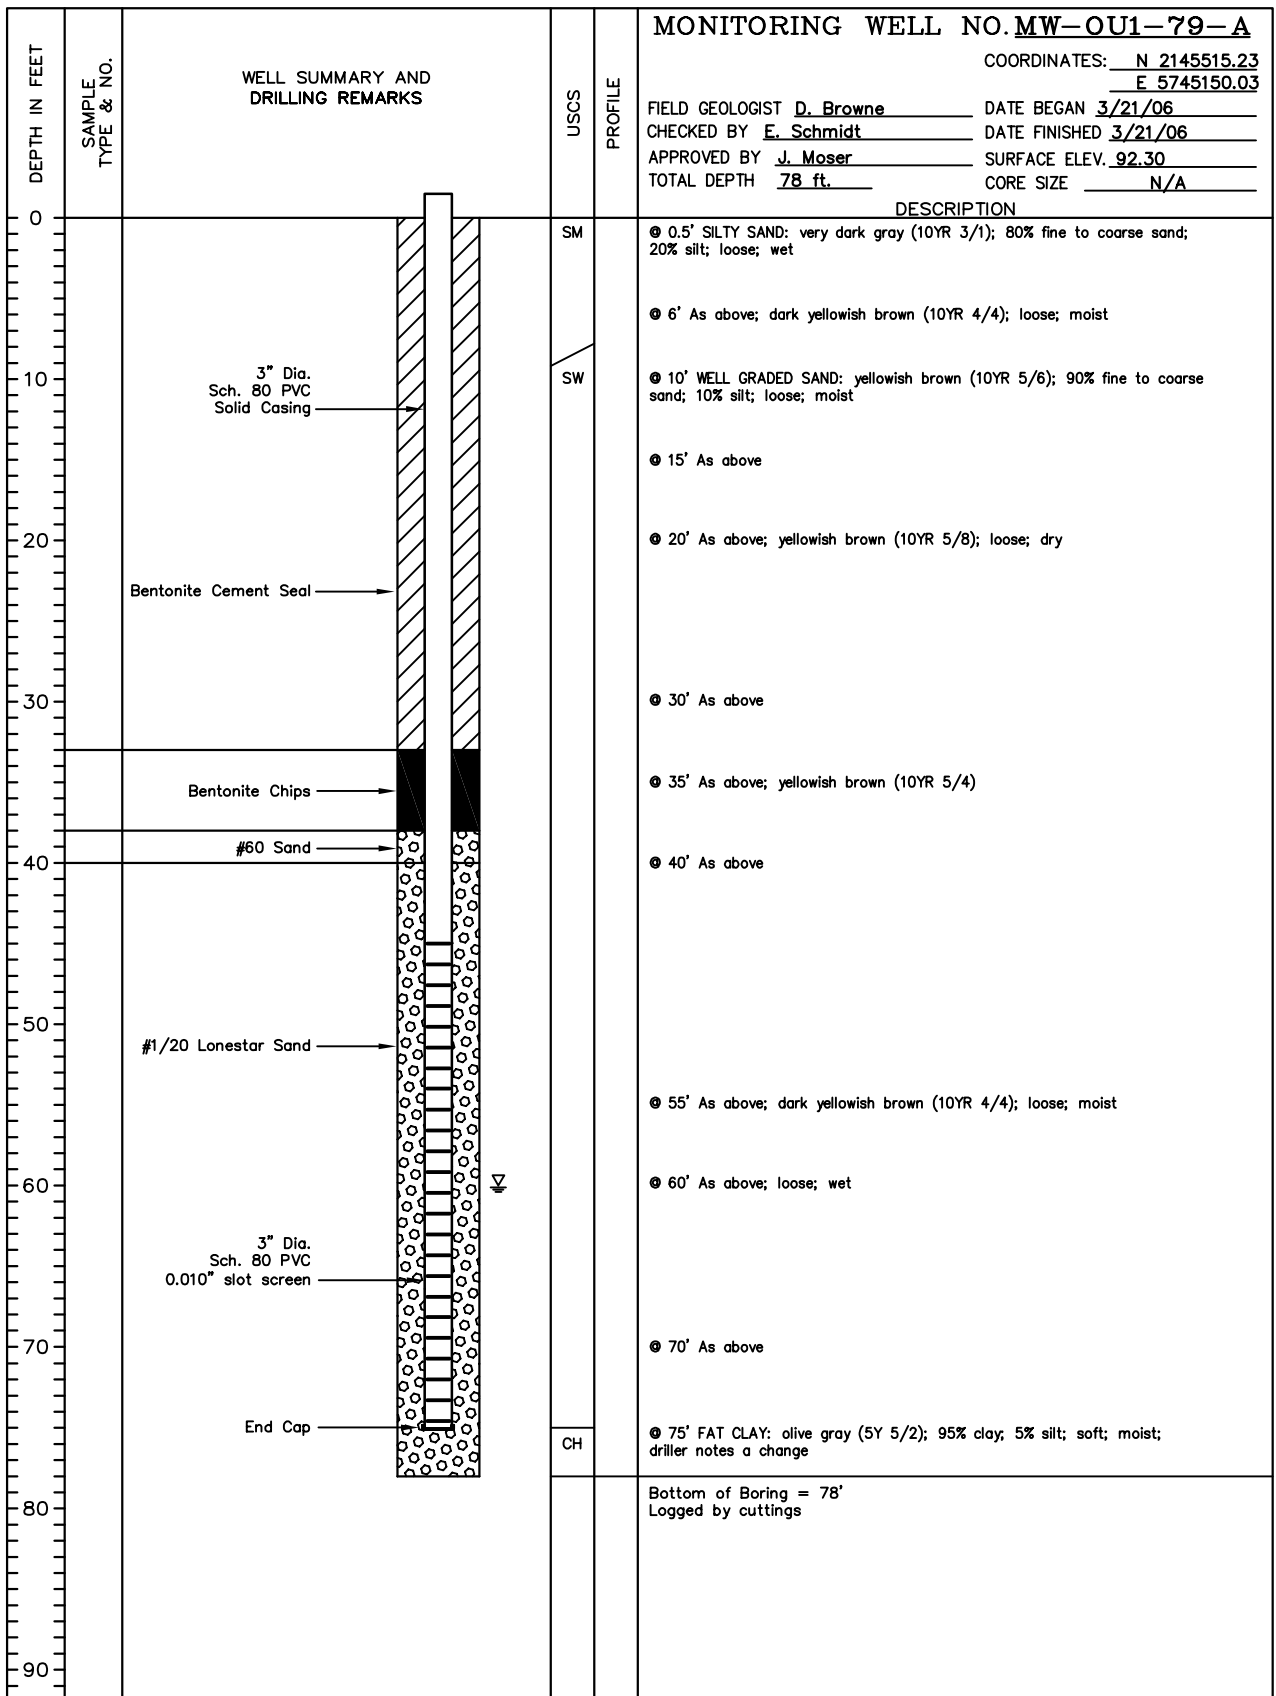 MONITORING WELL NO. MW-OU1-79-A
COORDINATES: N 2145515.23
E 5745150.03
FIELD GEOLOGIST D. Browne DATE BEGAN 3/21/06
CHECKED BY E. Schmidt DATE FINISHED 3/21/06
APPROVED BY J. Moser SURFACE ELEV. 92.30
TOTAL DEPTH 78 ft. CORE SIZE N/A
DEPTH IN FEET
SAMPLE
TYPE & NO.
WELL SUMMARY AND
DRILLING REMARKS
USCS
PROFILE
DESCRIPTION
0
SM
@ 0.5' SILTY SAND: very dark gray (10YR 3/1); 80% fine to coarse sand;
20% silt; loose; wet
@ 6' As above; dark yellowish brown (10YR 4/4); loose; moist
10
3" Dia.
Sch. 80 PVC
Solid Casing
SW
@ 10' WELL GRADED SAND: yellowish brown (10YR 5/6); 90% fine to coarse
sand; 10% silt; loose; moist
@ 15' As above
20
@ 20' As above; yellowish brown (10YR 5/8); loose; dry
Bentonite Cement Seal
30
@ 30' As above
Bentonite Chips
@ 35' As above; yellowish brown (10YR 5/4)
#60 Sand
40
@ 40' As above
50
#1/20 Lonestar Sand
@ 55' As above; dark yellowish brown (10YR 4/4); loose; moist
60
@ 60' As above; loose; wet
3" Dia.
Sch. 80 PVC
0.010" slot screen
70
@ 70' As above
End Cap
CH
@ 75' FAT CLAY: olive gray (5Y 5/2); 95% clay; 5% silt; soft; moist;
driller notes a change
Bottom of Boring = 78'
Logged by cuttings
80
90